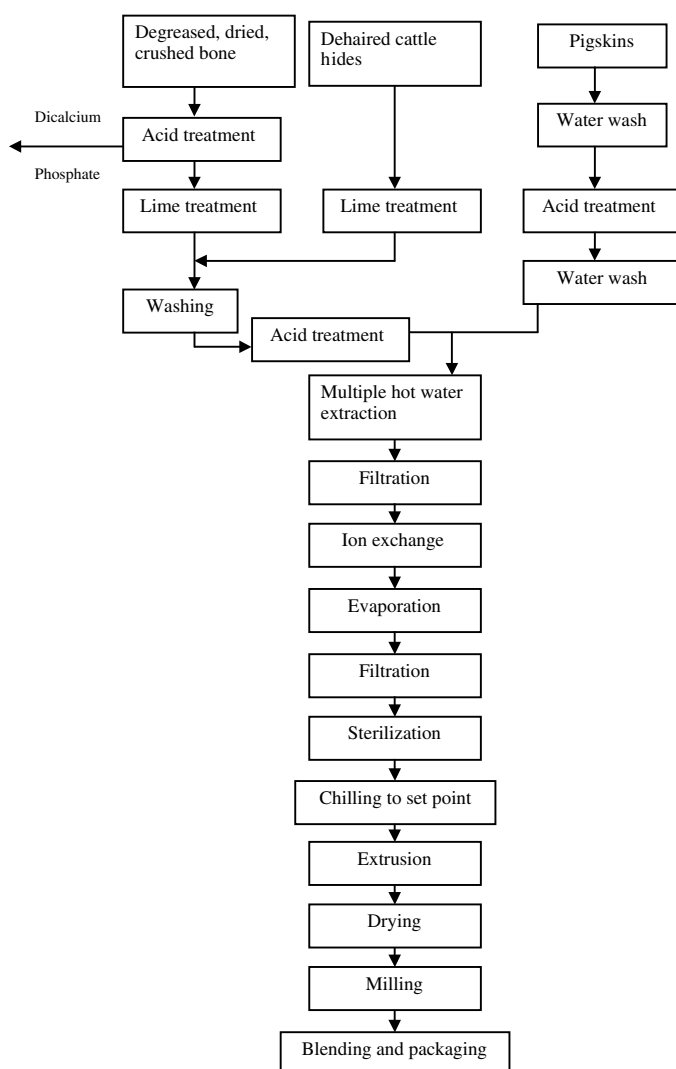 Degreased, dried,
crushed bone
Dehaired cattle
hides
Pigskins
Dicalcium
Phosphate
Acid treatment
Water wash
Lime treatment
Lime treatment
Acid treatment
Washing
Water wash
Acid treatment
Multiple hot water
extraction
Filtration
Ion exchange
Evaporation
Filtration
Sterilization
Chilling to set point
Extrusion
Drying
Milling
Blending and packaging